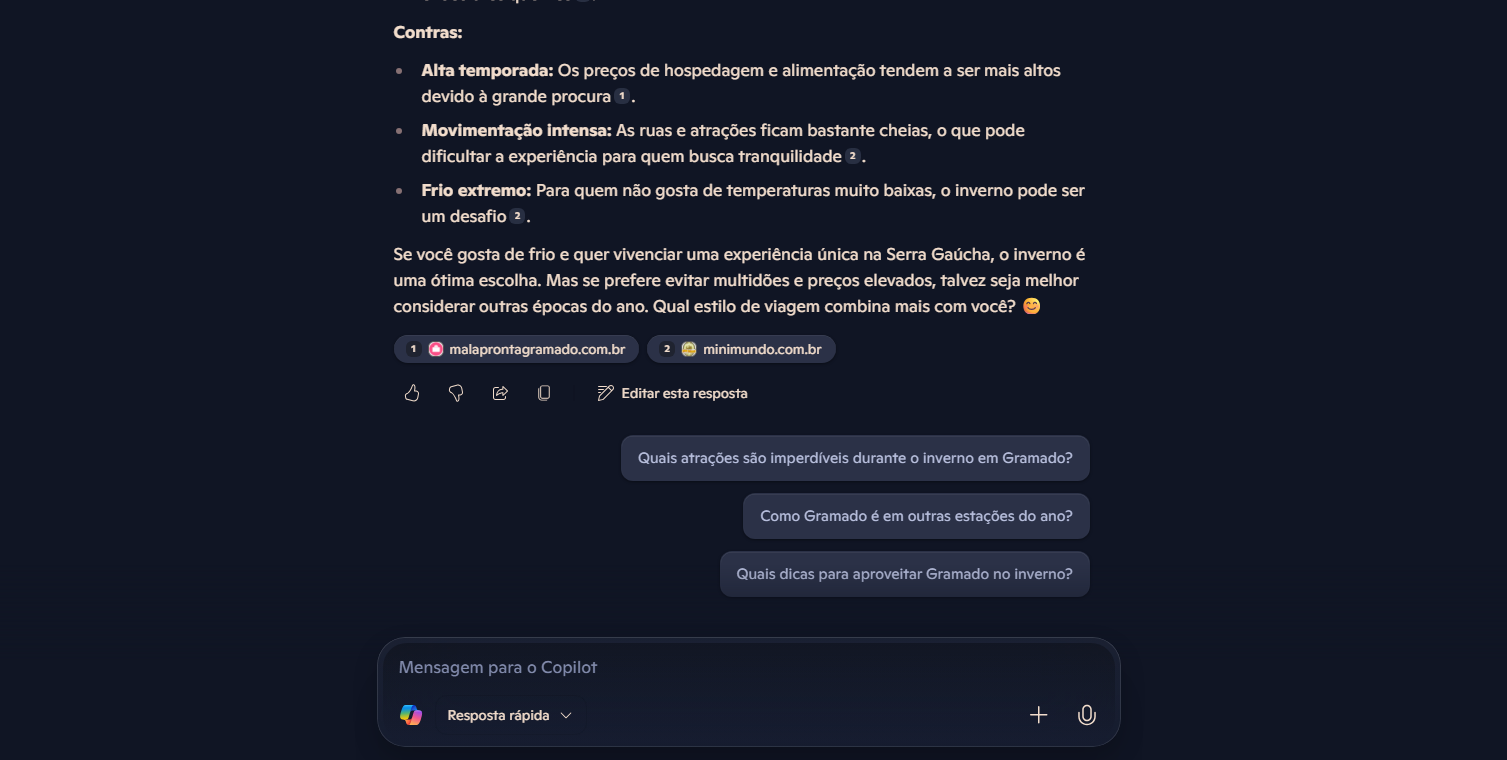 Contras:
Alta temporada: Os preços de hospedagem e alimentação tendem a ser mais altos
devido à grande procura 1.
Movimentação intensa: As ruas e atrações ficam bastante cheias, o que pode
dificultar a experiência para quem busca tranquilidade 2.
Frio extremo: Para quem não gosta de temperaturas muito baixas, o inverno pode ser
um desafio 2.
Se você gosta de frio e quer vivenciar uma experiência única na Serra Gaúcha, o inverno é
uma ótima escolha. Mas se prefere evitar multidões e preços elevados, talvez seja melhor
considerar outras épocas do ano. Qual estilo de viagem combina mais com você? 😊
1 malaprontagramado.com.br 2 minimundo.com.br
Editar esta resposta
Quais atrações são imperdíveis durante o inverno em Gramado?
Como Gramado é em outras estações do ano?
Quais dicas para aproveitar Gramado no inverno?
Mensagem para o Copilot
Resposta rápida